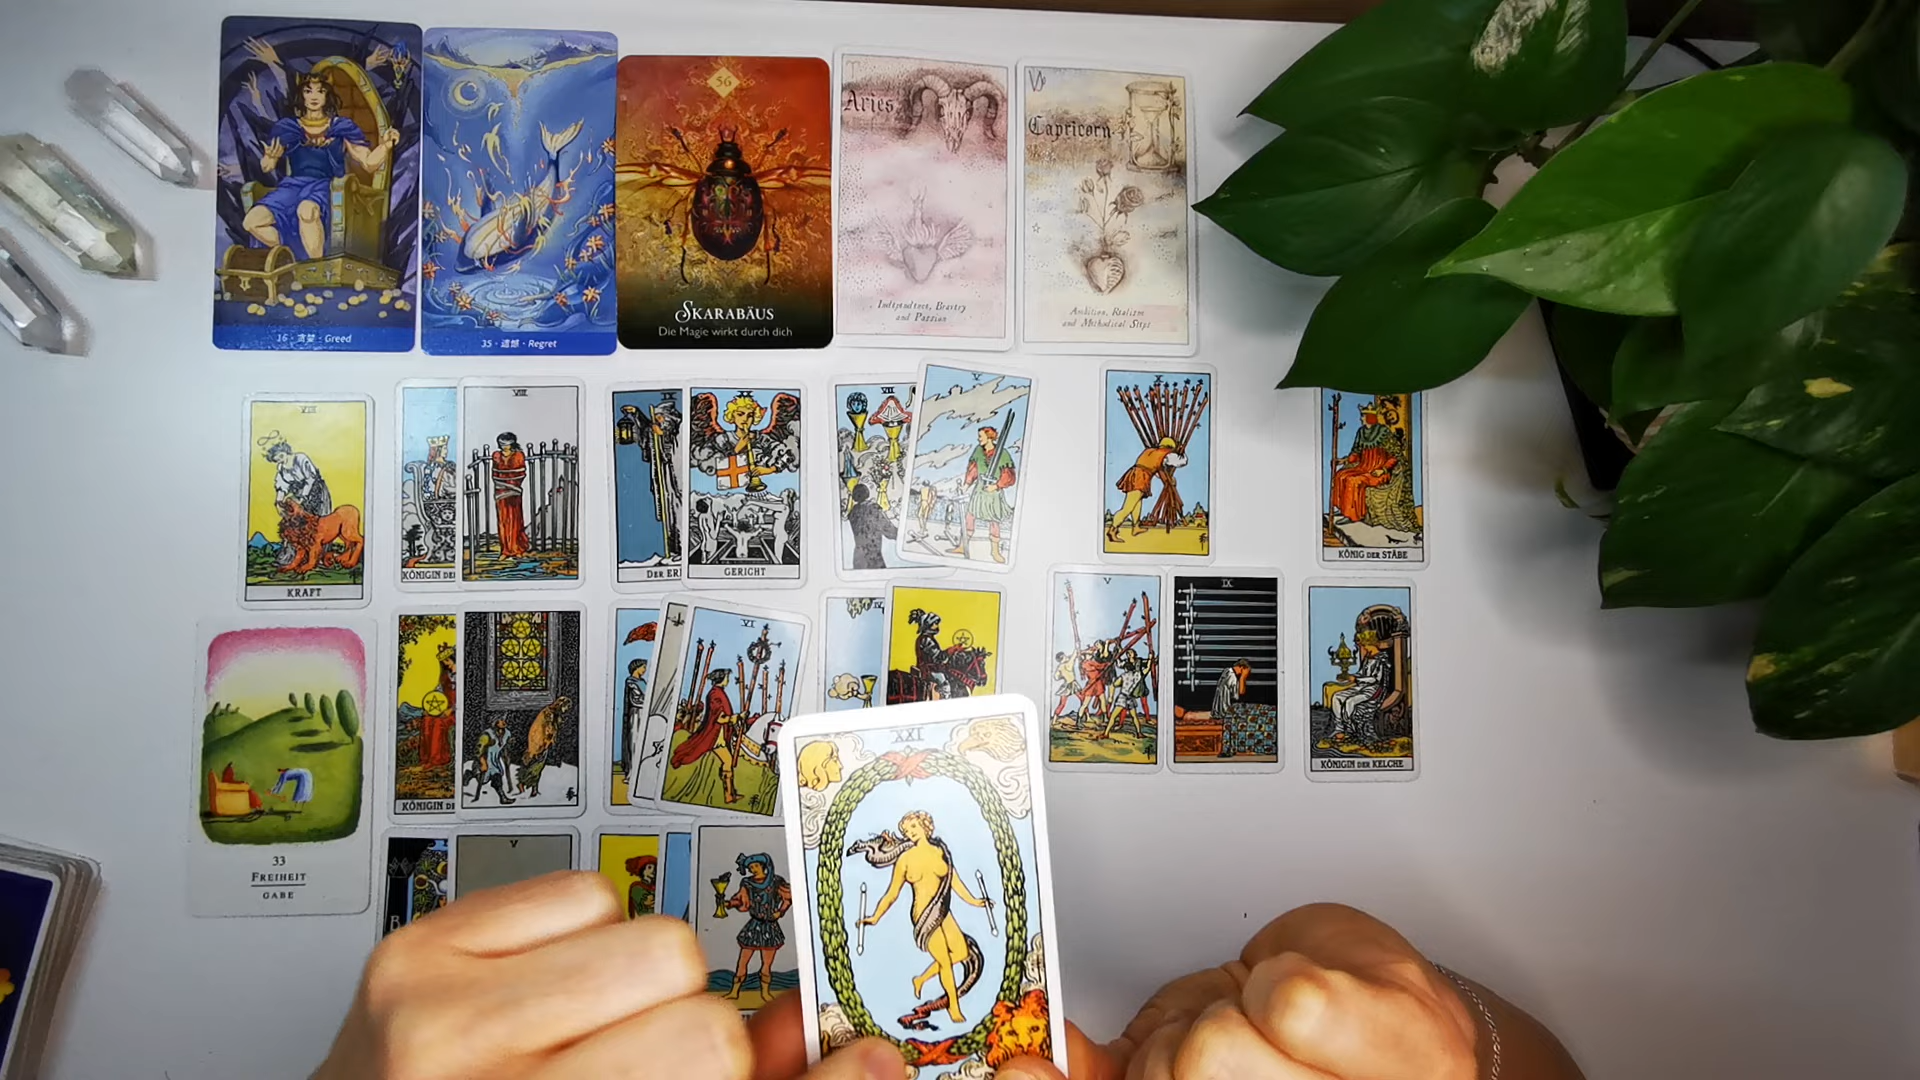 56
Aries
Capricorn
SKARABÄUS
Die Magie wirkt durch dich
Independence, Bravery
and Passion
Ambition, Realism
and Methodical Step
16 · 贪婪 · Greed
35 · 遗憾 · Regret
VIII
VIII
IX
XX
VII
V
X
KRAFT
KÖNIGIN DE
DER ER
GERICHT
KÖNIG DER STÄBE
VI
IV
V
IX
KÖNIGIN DE
KÖNIGIN DER KELCHE
XXI
33
FREIHEIT
GABE
V
B